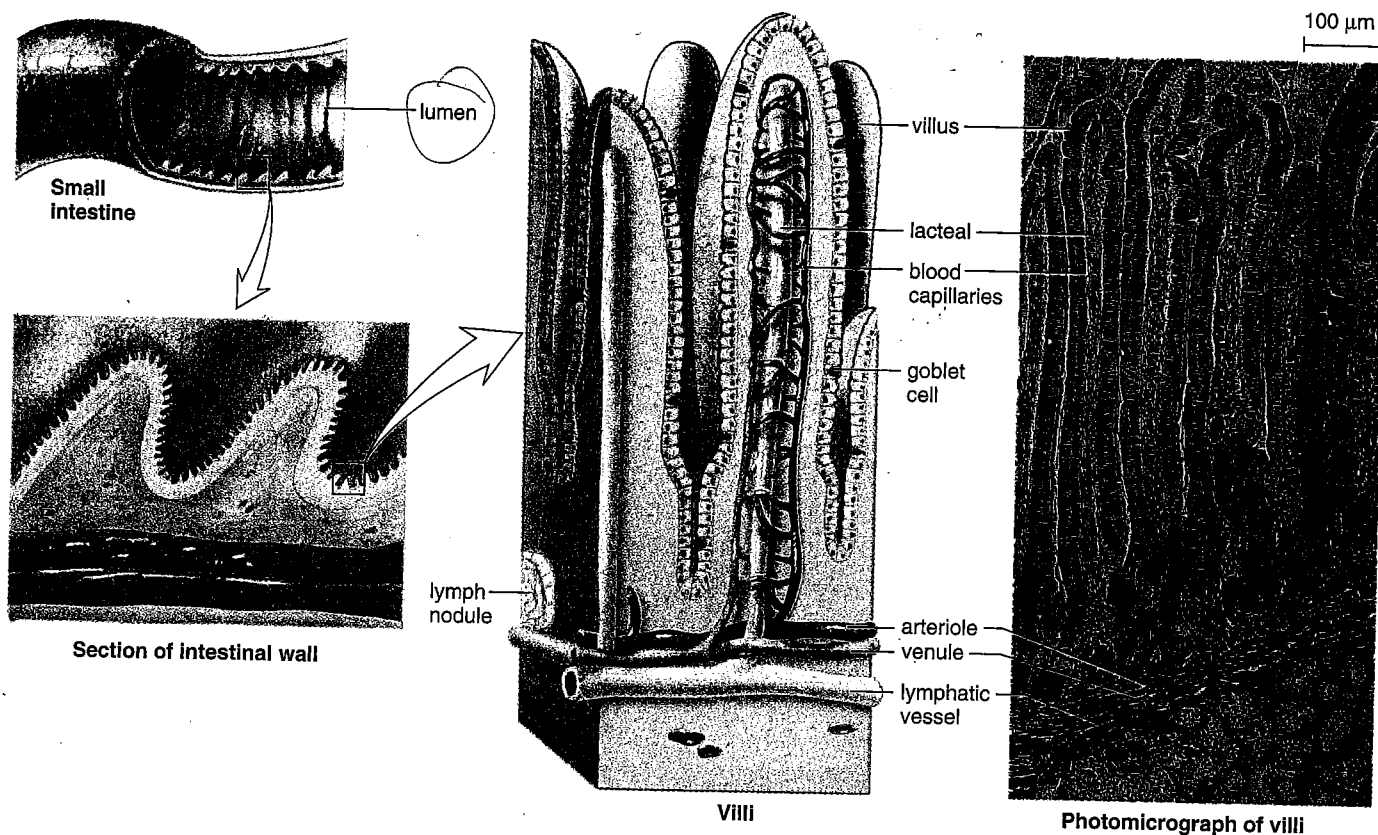 100 μm
lumen
Small
intestine
villus
lacteal
blood
capillaries
goblet
cell
lymph
nodule
arteriole
venule
lymphatic
vessel
Section of intestinal wall
Villi
Photomicrograph of villi